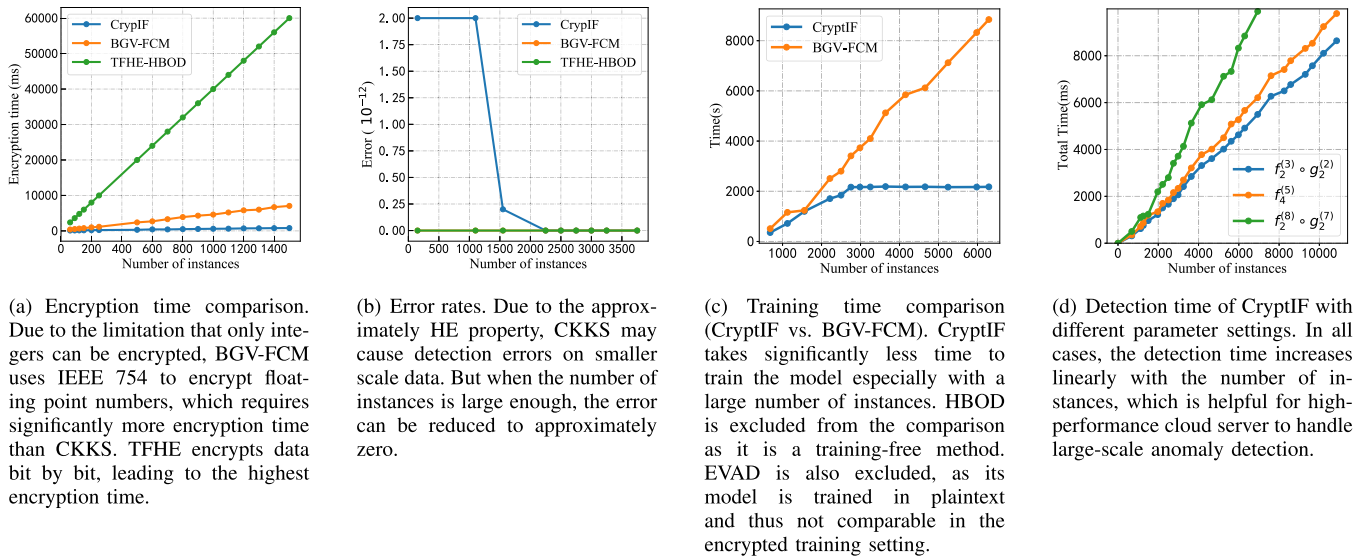 60000
50000
40000
30000
20000
10000
0
Encryption time (ms)
CrypIF
BGV-FCM
TFHE-HBOD
0 200 400 600 600 800 1000 1200 1400
Number of instances
2.00
1.75
1.50
1.25
1.00
0.75
0.50
0.25
0.00
Error ( 10^{-12})
CrypIF
BGV-FCM
TFHE-HBOD
0 500 1000 1500 2000 2500 3000 3500
Number of instances
8000
6000
4000
2000
0
Time(s)
CryptIF
BGV-FCM
1000 2000 3000 4000 5000 6000
Number of instances
8000
6000
4000
2000
0
Total Time(ms)
f_2^{(3)} ∘ g_2^{(2)}
f_4^{(5)}
f_2^{(8)} ∘ g_2^{(7)}
0 2000 4000 6000 8000 10000
Number of instances
(a) Encryption time comparison.
Due to the limitation that only inte-
gers can be encrypted, BGV-FCM
uses IEEE 754 to encrypt float-
ing point numbers, which requires
significantly more encryption time
than CKKS. TFHE encrypts data
bit by bit, leading to the highest
encryption time.
(b) Error rates. Due to the approx-
imately HE property, CKKS may
cause detection errors on smaller
scale data. But when the number of
instances is large enough, the error
can be reduced to approximately
zero.
(c) Training time comparison
(CryptIF vs. BGV-FCM). CryptIF
takes significantly less time to
train the model especially with a
large number of instances. HBOD
is excluded from the comparison
as it is a training-free method.
EVAD is also excluded, as its
model is trained in plaintext
and thus not comparable in the
encrypted training setting.
(d) Detection time of CryptIF with
different parameter settings. In all
cases, the detection time increases
linearly with the number of in-
stances, which is helpful for high-
performance cloud server to handle
large-scale anomaly detection.